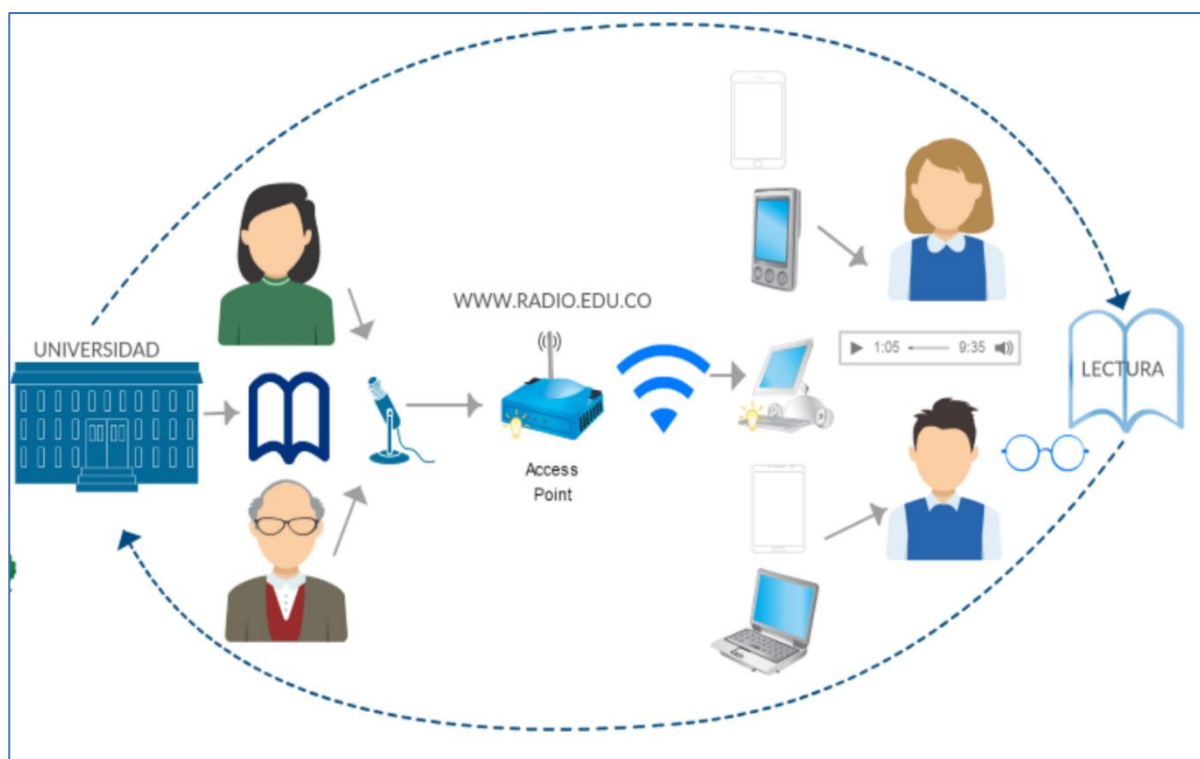 UNIVERSIDAD
WWW.RADIO.EDU.CO
Access
Point
1:05 9:35
LECTURA